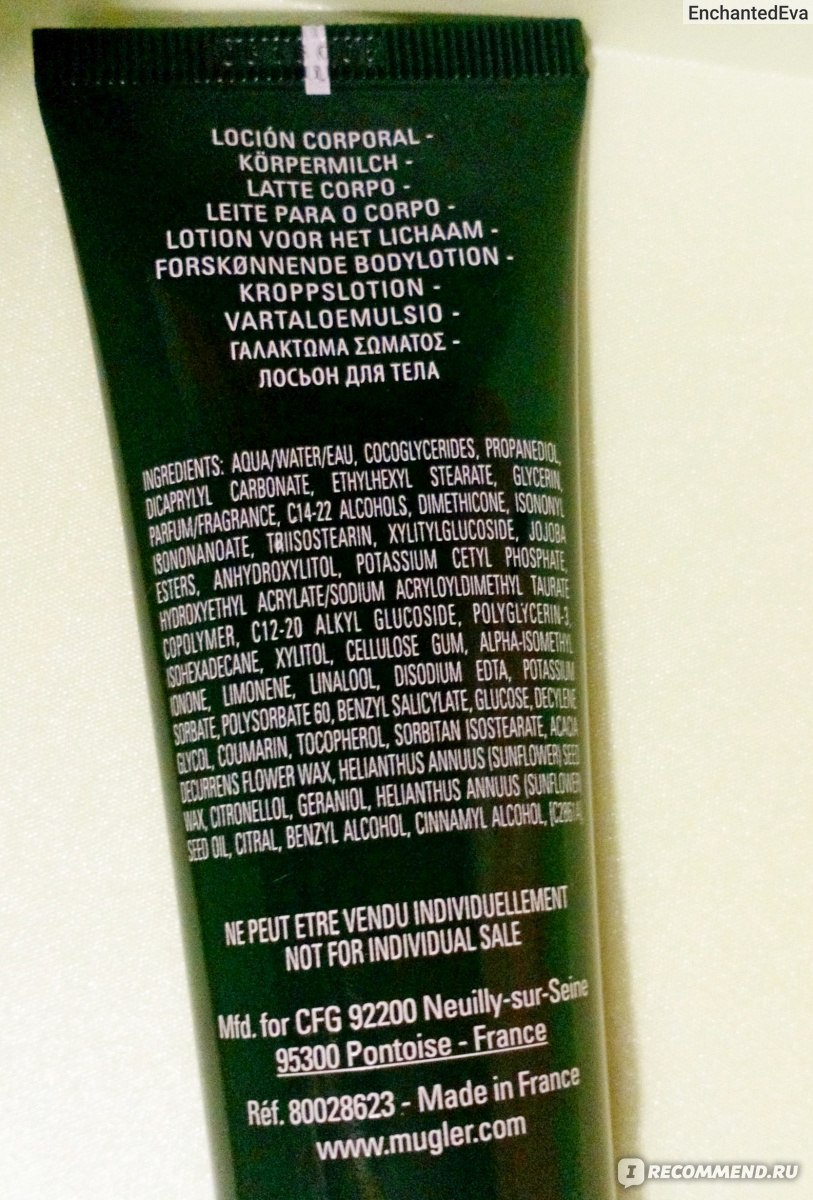 EnchantedEva
LOCIÓN CORPORAL -
KÖRPERMILCH -
LATTE CORPO -
LEITE PARA O CORPO -
LOTION VOOR HET LICHAAM -
FORSKØNNENDE BODYLOTION -
KROPPSLOTION -
VARTALOEMULSIO -
ΓΑΛΑΚΤΩΜΑ ΣΩΜΑΤΟΣ -
ЛОСЬОН ДЛЯ ТЕЛА
INGREDIENTS: AQUA/WATER/EAU, COCOGLYCERIDES, PROPANEDIOL,
DICAPRYLYL CARBONATE, ETHYLHEXYL STEARATE, GLYCERIN,
PARFUM/FRAGRANCE, C14-22 ALCOHOLS, DIMETHICONE, ISONONYL
ISONONANOATE, TRIISOSTEARIN, XYLITYLGLUCOSIDE, JOJOBA
ESTERS, ANHYDROXYLITOL, POTASSIUM CETYL PHOSPHATE,
HYDROXYETHYL ACRYLATE/SODIUM ACRYLOYLDIMETHYL TAURATE
COPOLYMER, C12-20 ALKYL GLUCOSIDE, POLYGLYCERIN-3,
ISOHEXADECANE, XYLITOL, CELLULOSE GUM, ALPHA-ISOMETHYL
IONONE, LIMONENE, LINALOOL, DISODIUM EDTA, POTASSIUM
SORBATE, POLYSORBATE 60, BENZYL SALICYLATE, GLUCOSE, DECYLENE
GLYCOL, COUMARIN, TOCOPHEROL, SORBITAN ISOSTEARATE, ACACIA
DECURRENS FLOWER WAX, HELIANTHUS ANNUUS (SUNFLOWER) SEED
WAX, CITRONELLOL, GERANIOL, HELIANTHUS ANNUUS (SUNFLOWER)
SEED OIL, CITRAL, BENZYL ALCOHOL, CINNAMYL ALCOHOL,
NE PEUT ETRE VENDU INDIVIDUELLEMENT
NOT FOR INDIVIDUAL SALE
Mfd. for CFG 92200 Neuilly-sur-Seine
95300 Pontoise - France
Réf. 80028623 - Made in France
www.mugler.com
I RECOMMEND.RU